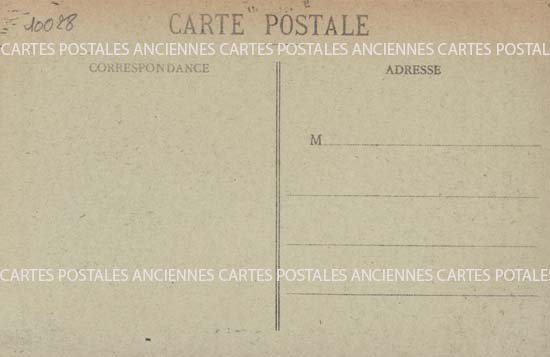 10028
CARTE POSTALE
CARTES POSTALES ANCIENNES CARTES POSTALES ANCIENNES CARTES POSTAL
CORRESPONDANCE
ADRESSE
M
CARTES POSTALES ANCIENNES CARTES POSTALES ANCIENNES CARTES POTALES